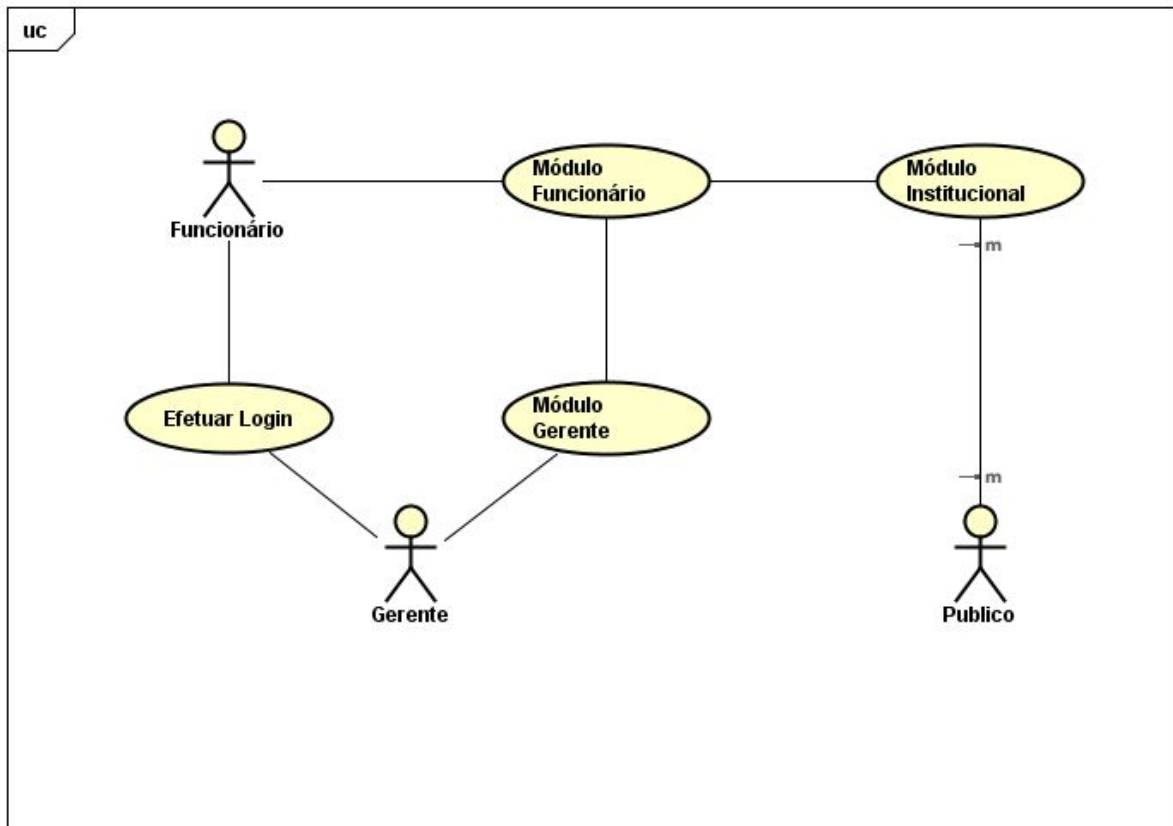 uc
Módulo
Funcionário
Módulo
Institucional
Funcionário
m
Efetuar Login
Módulo
Gerente
m
Gerente
Publico